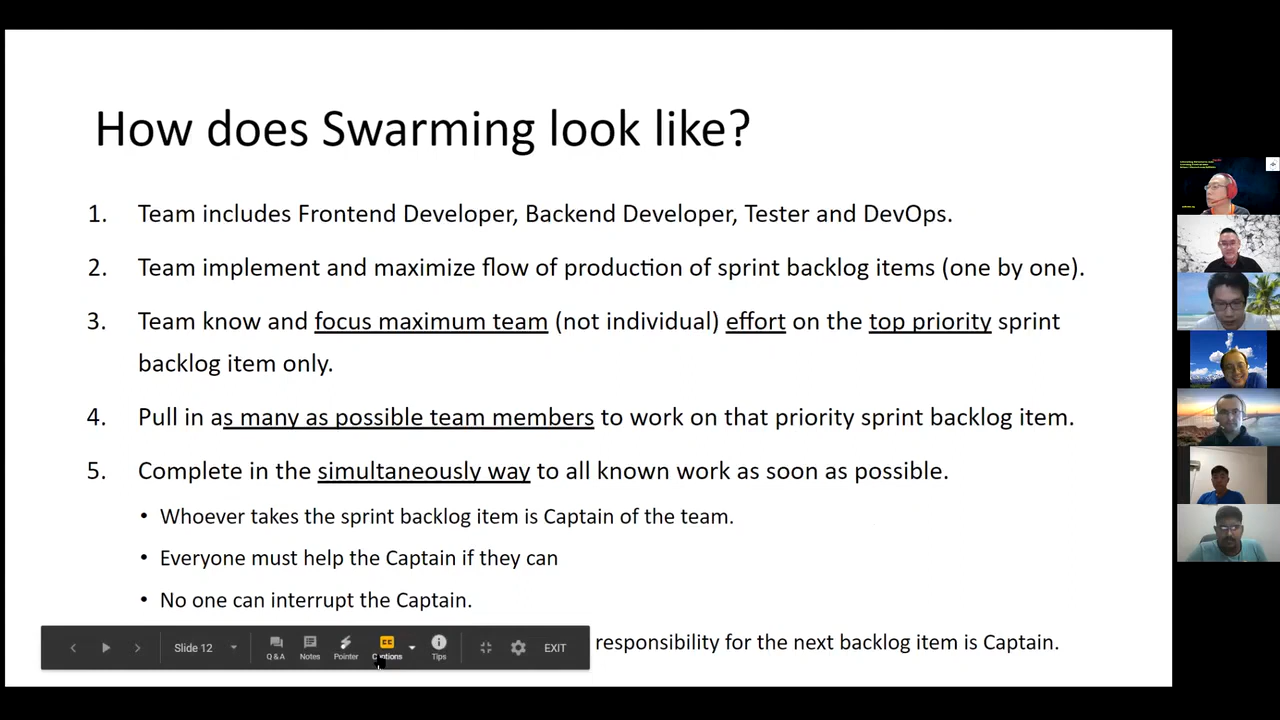 How does Swarming look like?
1. Team includes Frontend Developer, Backend Developer, Tester and DevOps.
2. Team implement and maximize flow of production of sprint backlog items (one by one).
3. Team know and focus maximum team (not individual) effort on the top priority sprint
backlog item only.
4. Pull in as many as possible team members to work on that priority sprint backlog item.
5. Complete in the simultaneously way to all known work as soon as possible.
• Whoever takes the sprint backlog item is Captain of the team.
• Everyone must help the Captain if they can
• No one can interrupt the Captain.
responsibility for the next backlog item is Captain.
Slide 12
Q & A
Notes
Pointer
CC
Captions
Tips
EXIT